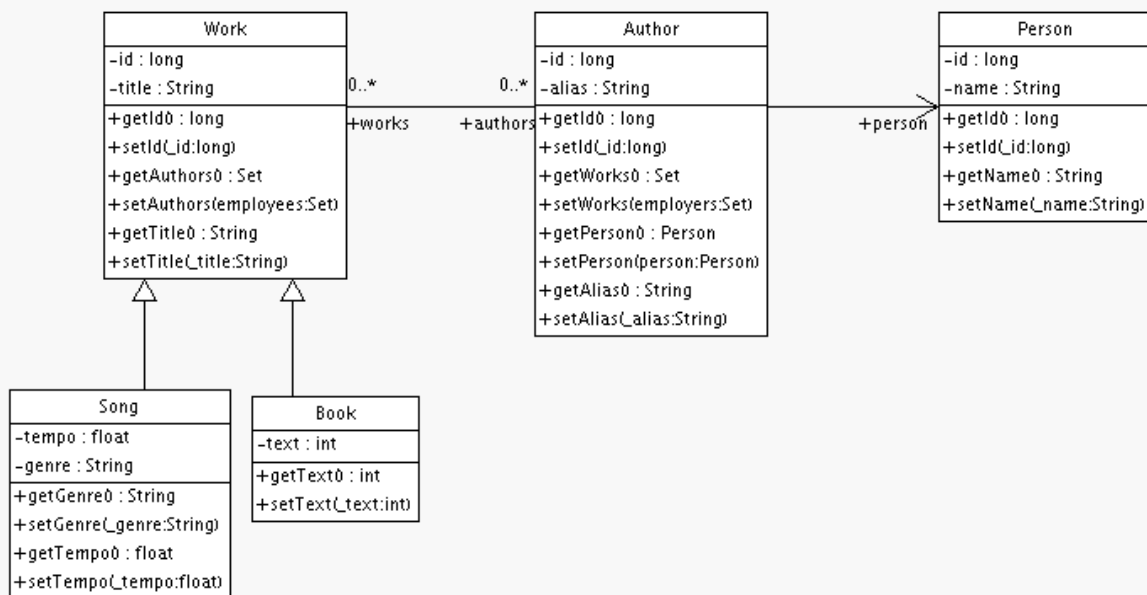 Work
-id : long
-title : String
+getId() : long
+setId(_id:long)
+getAuthors() : Set
+setAuthors(employees:Set)
+getTitle() : String
+setTitle(_title:String)
0..*
+works
0..*
+authors
Author
-id : long
-alias : String
+getId() : long
+setId(_id:long)
+getWorks() : Set
+setWorks(employers:Set)
+getPerson() : Person
+setPerson(person:Person)
+getAlias() : String
+setAlias(_alias:String)
+person
Person
-id : long
-name : String
+getId() : long
+setId(_id:long)
+getName() : String
+setName(_name:String)
Song
-tempo : float
-genre : String
+getGenre() : String
+setGenre(_genre:String)
+getTempo() : float
+setTempo(_tempo:float)
Book
-text : int
+getText() : int
+setText(_text:int)